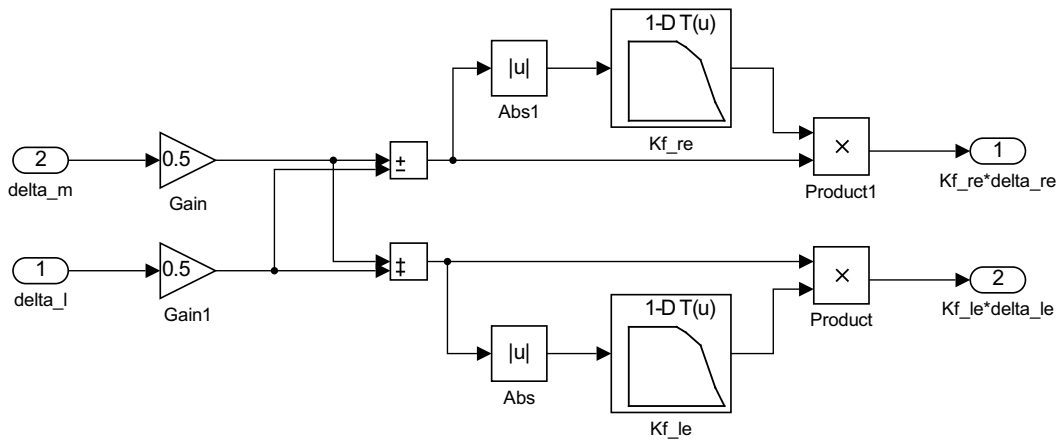 1-D T(u)
|u|
Abs1
Kf_re
2
delta_m
0.5
Gain
+
−
×
Product1
1
Kf_re*delta_re
1
delta_l
0.5
Gain1
+
+
×
Product
2
Kf_le*delta_le
1-D T(u)
|u|
Abs
Kf_le